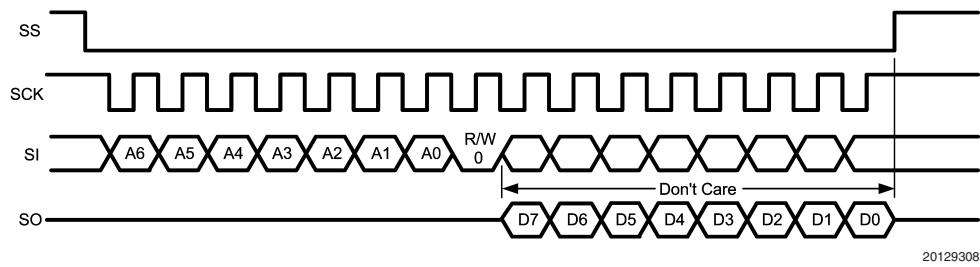 SS
SCK
SI A6 A5 A4 A3 A2 A1 A0 R/W 0
Don't Care
SO D7 D6 D5 D4 D3 D2 D1 D0
20129308